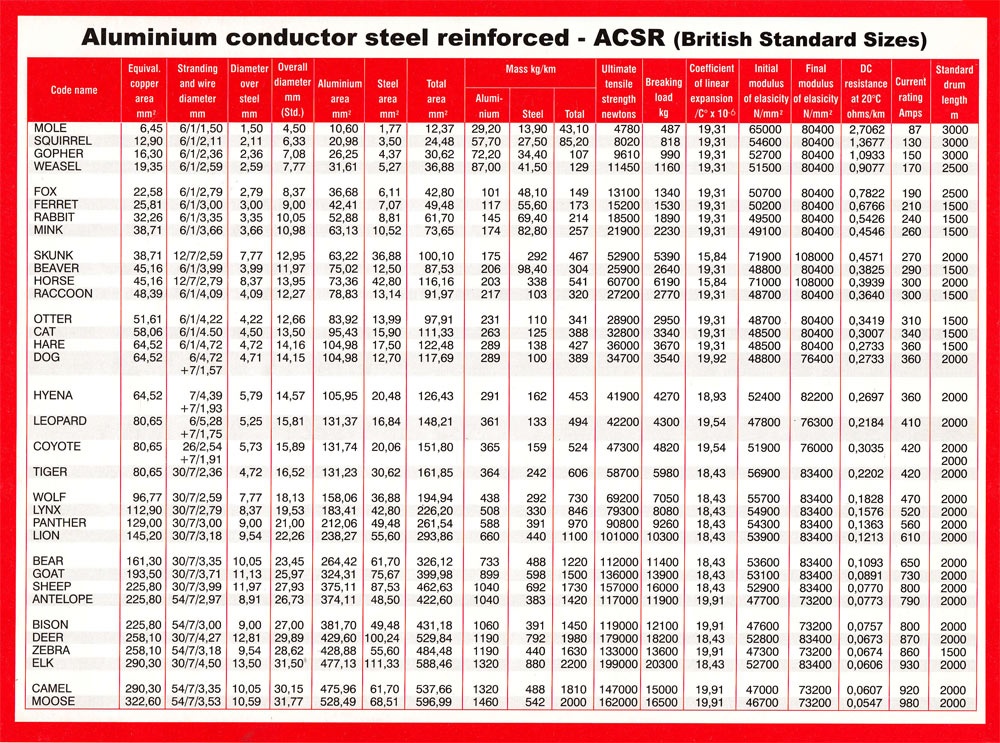 Aluminium conductor steel reinforced - ACSR (British Standard Sizes)
Code name Equival. copper area mm² Stranding and wire diameter Diameter over steel mm Overall diameter mm (Std.) Aluminium area mm² Steel area mm² Total area mm² Mass kg/km Alumi-nium Steel Total Ultimate tensile strength newtons Breaking load kg Coefficient of linear expansion /C° x 10-6 Initial modulus of elasicity N/mm² Final modulus of elasicity N/mm² DC resistance at 20°C ohms/km Current rating Amps Standard drum length m
MOLE 6,45 6/1/1,50 1,50 4,50 10,60 1,77 12,37 29,20 13,90 43,10 4780 487 19,31 65000 80400 2,7062 87 3000
SQUIRREL 12,90 6/1/2,11 2,11 6,33 20,98 3,50 24,48 57,70 27,50 85,20 8020 818 19,31 54600 80400 1,3677 130 3000
GOPHER 16,30 6/1/2,36 2,36 7,08 26,25 4,37 30,62 72,20 34,40 107 9610 990 19,31 52700 80400 1,0933 150 3000
WEASEL 19,35 6/1/2,59 2,59 7,77 31,61 5,27 36,88 87,00 41,50 129 11450 1160 19,31 51500 80400 0,9077 170 2500
FOX 22,58 6/1/2,79 2,79 8,37 36,68 6,11 42,80 101 48,10 149 13100 1340 19,31 50700 80400 0,7822 190 2500
FERRET 25,81 6/1/3,00 3,00 9,00 42,41 7,07 49,48 117 55,60 173 15200 1530 19,31 50200 80400 0,6766 210 1500
RABBIT 32,26 6/1/3,35 3,35 10,05 52,88 8,81 61,70 145 69,40 214 18500 1890 19,31 49500 80400 0,5426 240 1500
MINK 38,71 6/1/3,66 3,66 10,98 63,13 10,52 73,65 174 82,80 257 21900 2230 19,31 49100 80400 0,4546 260 1500
SKUNK 38,71 12/7/2,59 7,77 12,95 63,22 36,88 100,10 175 292 467 52900 5390 15,84 71900 108000 0,4571 270 2000
BEAVER 45,16 6/1/3,99 3,99 11,97 75,02 12,50 87,53 206 98,40 304 25900 2640 19,31 48800 80400 0,3825 290 1500
HORSE 45,16 12/7/2,79 8,37 13,95 73,36 42,80 116,16 203 338 541 60700 6190 15,84 71000 108000 0,3939 300 2000
RACCOON 48,39 6/1/4,09 4,09 12,27 78,83 13,14 91,97 217 103 320 27200 2770 19,31 48700 80400 0,3640 300 1500
OTTER 51,61 6/1/4,22 4,22 12,66 83,92 13,99 97,91 231 110 341 28900 2950 19,31 48700 80400 0,3419 310 1500
CAT 58,06 6/1/4.50 4,50 13,50 95,43 15,90 111,33 263 125 388 32800 3340 19,31 48500 80400 0,3007 340 1500
HARE 64,52 6/1/4,72 4,72 14,16 104,98 17,50 122,48 289 138 427 36000 3670 19,31 48500 80400 0,2733 360 1500
DOG 64,52 6/4,72 4,71 14,15 104,98 12,70 117,69 289 100 389 34700 3540 19,92 48800 76400 0,2733 360 2000
+7/1,57
HYENA 64,52 7/4,39 5,79 14,57 105,95 20,48 126,43 291 162 453 41900 4270 18,93 52400 82200 0,2697 360 2000
+7/1,93
LEOPARD 80,65 6/5,28 5,25 15,81 131,37 16,84 148,21 361 133 494 42200 4300 19,54 47800 76300 0,2184 410 2000
+7/1,75
COYOTE 80,65 26/2,54 5,73 15,89 131,74 20,06 151,80 365 159 524 47300 4820 19,54 51900 76000 0,3035 420 2000
+7/1,91 2000
TIGER 80,65 30/7/2,36 4,72 16,52 131,23 30,62 161,85 364 242 606 58700 5980 18,43 56900 83400 0,2202 420 2000
WOLF 96,77 30/7/2,59 7,77 18,13 158,06 36,88 194,94 438 292 730 69200 7050 18,43 55700 83400 0,1828 470 2000
LYNX 112,90 30/7/2,79 8,37 19,53 183,41 42,80 226,20 508 330 846 79300 8080 18,43 54900 83400 0,1576 520 2000
PANTHER 129,00 30/7/3,00 9,00 21,00 212,06 49,48 261,54 588 391 970 90800 9260 18,43 54300 83400 0,1363 560 2000
LION 145,20 30/7/3,18 9,54 22,26 238,27 55,60 293,86 660 440 1100 101000 10300 18,43 53900 83400 0,1213 610 2000
BEAR 161,30 30/7/3,35 10,05 23,45 264,42 61,70 326,12 733 488 1220 112000 11400 18,43 53600 83400 0,1093 650 2000
GOAT 193,50 30/7/3,71 11,13 25,97 324,31 75,67 399,98 899 598 1500 136000 13900 18,43 53100 83400 0,0891 730 2000
SHEEP 225,80 30/7/3,99 11,97 27,93 375,11 87,53 462,63 1040 692 1730 157000 16000 18,43 52900 83400 0,0770 800 2000
ANTELOPE 225,80 54/7/2,97 8,91 26,73 374,11 48,50 422,60 1040 383 1420 117000 11900 19,91 47700 73200 0,0773 790 2000
BISON 225,80 54/7/3,00 9,00 27,00 381,70 49,48 431,18 1060 391 1450 119000 12100 19,91 47600 73200 0,0757 800 2000
DEER 258,10 30/7/4,27 12,81 29,89 429,60 100,24 529,84 1190 792 1980 179000 18200 18,43 52800 83400 0,0673 870 2000
ZEBRA 258,10 54/7/3,18 9,54 28,62 428,88 55,60 484,48 1190 440 1630 133000 13600 19,91 47300 73200 0,0674 860 1500
ELK 290,30 30/7/4,50 13,50 31,50 477,13 111,33 588,46 1320 880 2200 199000 20300 18,43 52700 83400 0,0606 930 2000
CAMEL 290,30 54/7/3,35 10,05 30,15 475,96 61,70 537,66 1320 488 1810 147000 15000 19,91 47000 73200 0,0607 920 2000
MOOSE 322,60 54/7/3,53 10,59 31,77 528,49 68,51 596,99 1460 542 2000 162000 16500 19,91 46700 73200 0,0547 980 2000